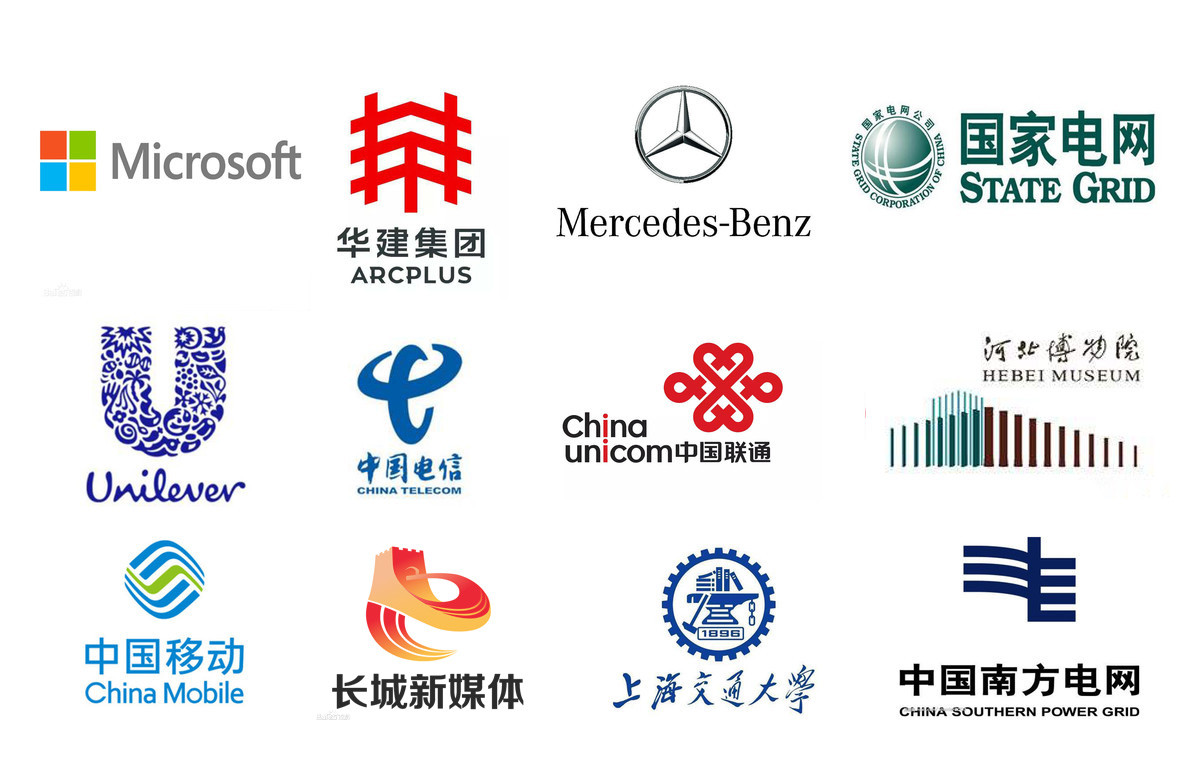 Microsoft
华建集团
ARCPLUS
Mercedes-Benz
国家电网公司
STATE GRID CORPORATION OF CHINA
国家电网
STATE GRID
Unilever
中国电信
CHINA TELECOM
China
unicom中国联通
河北博物院
HEBEI MUSEUM
中国移动
China Mobile
长城新媒体
1896
上海交通大學
中国南方电网
CHINA SOUTHERN POWER GRID